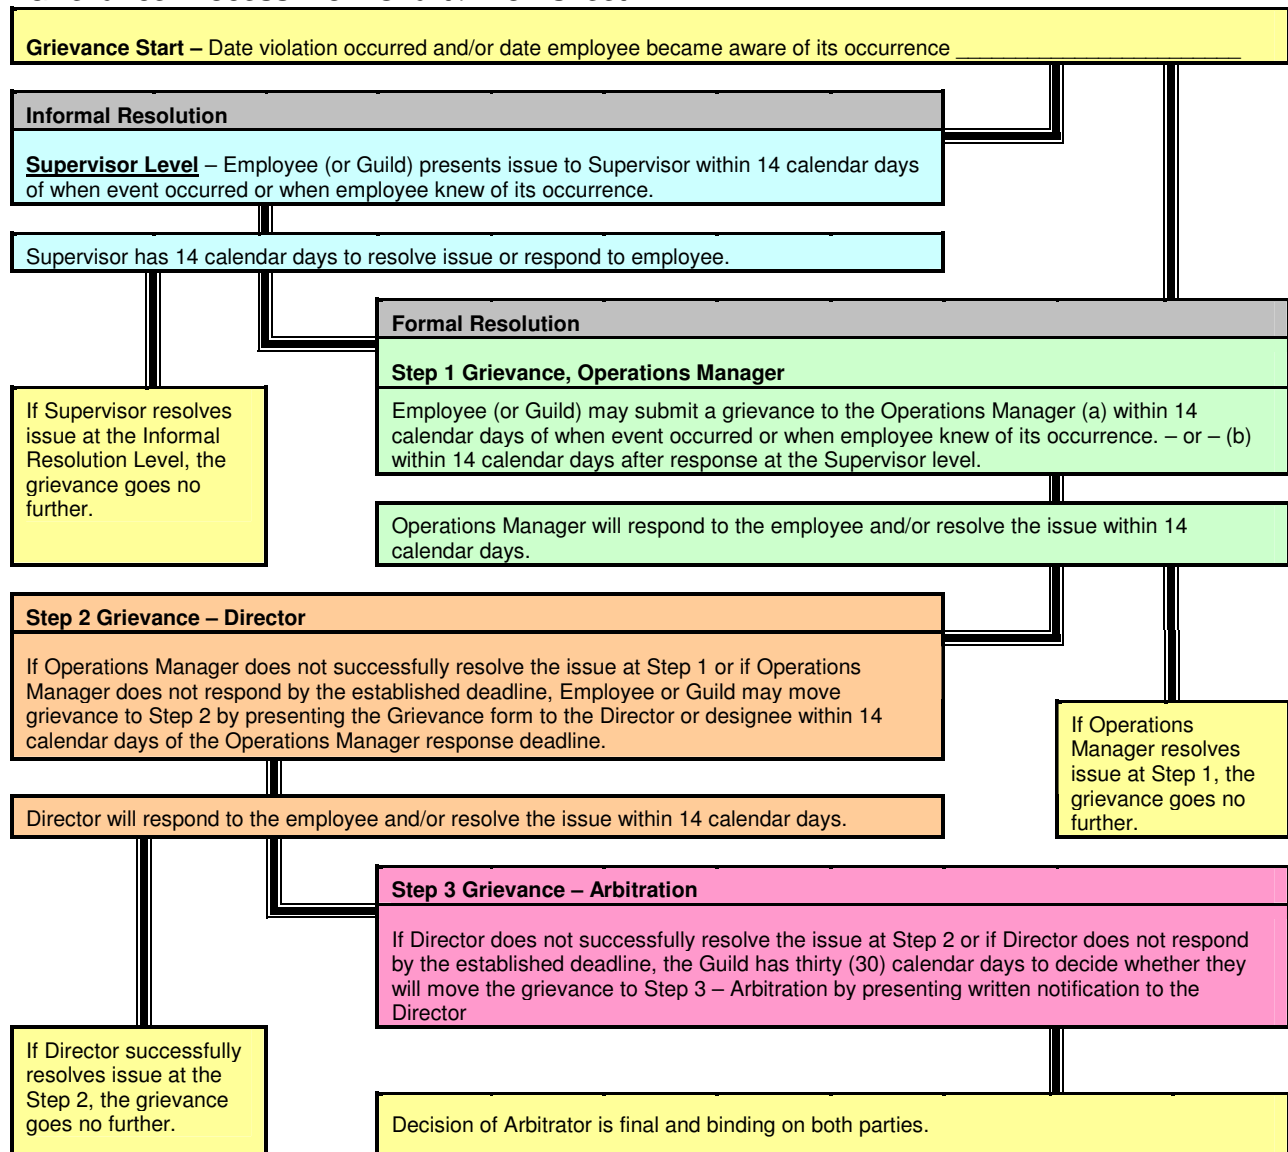 Grievance Start – Date violation occurred and/or date employee became aware of its occurrence _______________________
Informal Resolution
Supervisor Level – Employee (or Guild) presents issue to Supervisor within 14 calendar days
of when event occurred or when employee knew of its occurrence.
Supervisor has 14 calendar days to resolve issue or respond to employee.
Formal Resolution
Step 1 Grievance, Operations Manager
Employee (or Guild) may submit a grievance to the Operations Manager (a) within 14
calendar days of when event occurred or when employee knew of its occurrence. – or – (b)
within 14 calendar days after response at the Supervisor level.
If Supervisor resolves
issue at the Informal
Resolution Level, the
grievance goes no
further.
Operations Manager will respond to the employee and/or resolve the issue within 14
calendar days.
Step 2 Grievance – Director
If Operations Manager does not successfully resolve the issue at Step 1 or if Operations
Manager does not respond by the established deadline, Employee or Guild may move
grievance to Step 2 by presenting the Grievance form to the Director or designee within 14
calendar days of the Operations Manager response deadline.
If Operations
Manager resolves
issue at Step 1, the
grievance goes no
further.
Director will respond to the employee and/or resolve the issue within 14 calendar days.
Step 3 Grievance – Arbitration
If Director does not successfully resolve the issue at Step 2 or if Director does not respond
by the established deadline, the Guild has thirty (30) calendar days to decide whether they
will move the grievance to Step 3 – Arbitration by presenting written notification to the
Director
If Director successfully
resolves issue at the
Step 2, the grievance
goes no further.
Decision of Arbitrator is final and binding on both parties.